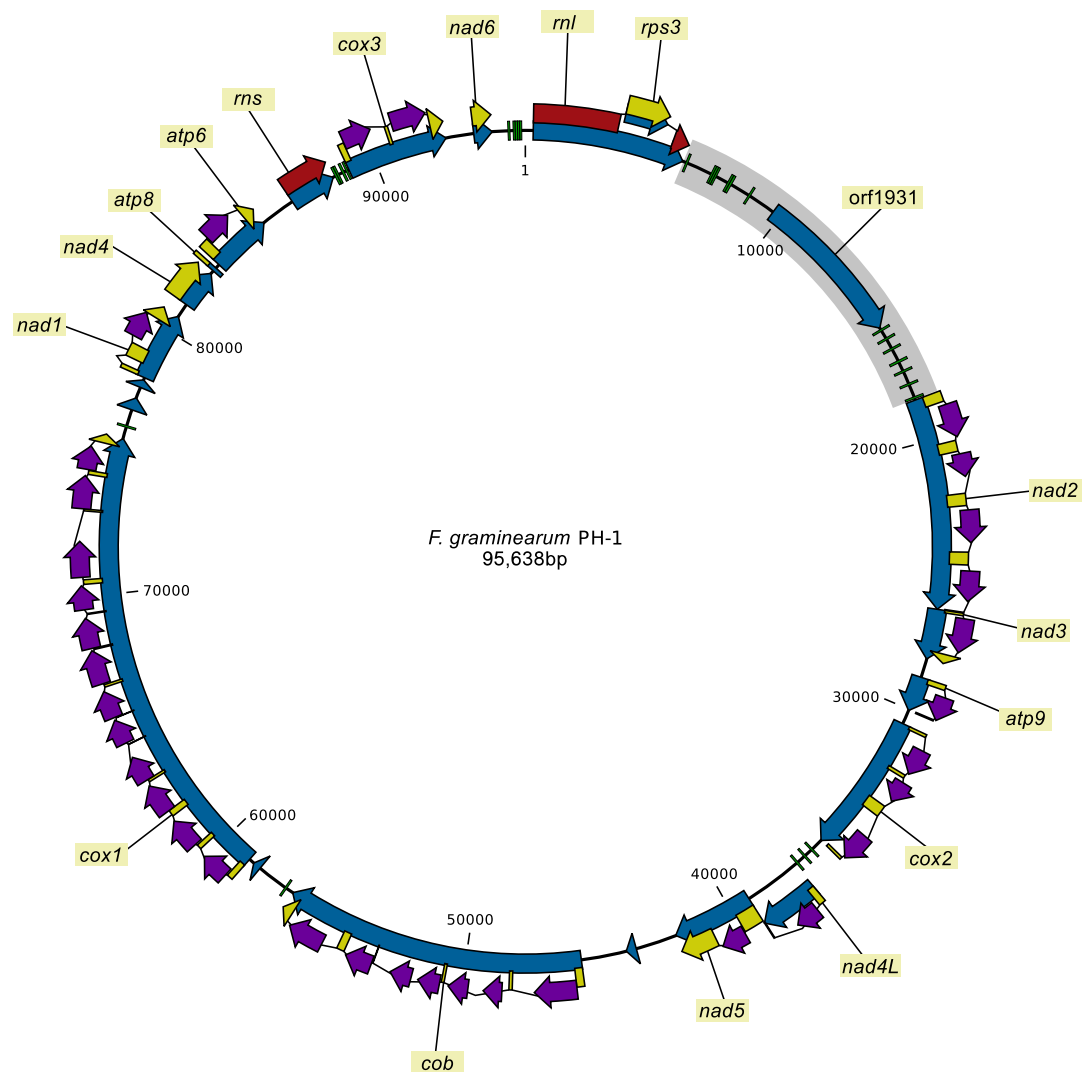 rnl
nad6
rps3
cox3
rns
atp6
1
90000
atp8
orf1931
nad4
10000
nad1
80000
20000
nad2
F. graminearum PH-1
95,638bp
70000
nad3
30000
atp9
60000
cox1
cox2
40000
50000
nad4L
nad5
cob